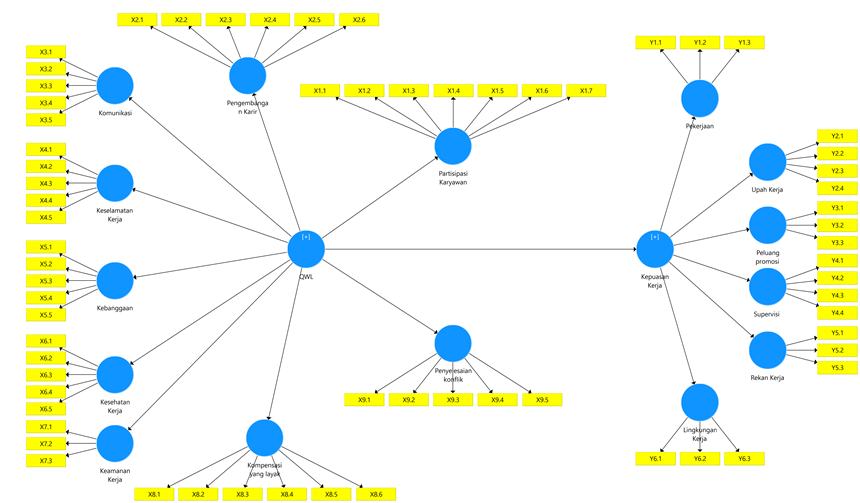 X2.1 X2.2 X2.3 X2.4 X2.5 X2.6
Pengembanga
n Karir
X3.1
X3.2
X3.3
X3.4
X3.5
Komunikasi
X1.1 X1.2 X1.3 X1.4 X1.5 X1.6 X1.7
Partisipasi
Karyawan
Y1.1 Y1.2 Y1.3
Pekerjaan
X4.1
X4.2
X4.3
X4.4
X4.5
Keselamatan
Kerja
Y2.1
Y2.2
Y2.3
Y2.4
Upah Kerja
Y3.1
Y3.2
Y3.3
Peluang
promosi
[+]
QWL
[+]
Kepuasan
Kerja
X5.1
X5.2
X5.3
X5.4
X5.5
Kebanggaan
Y4.1
Y4.2
Y4.3
Y4.4
Supervisi
X6.1
X6.2
X6.3
X6.4
X6.5
Kesehatan
Kerja
Penyelesaian
konflik
X9.1 X9.2 X9.3 X9.4 X9.5
Y5.1
Y5.2
Y5.3
Rekan Kerja
X7.1
X7.2
X7.3
Keamanan
Kerja
Kompensasi
yang layak
X8.1 X8.2 X8.3 X8.4 X8.5 X8.6
Lingkungan
Kerja
Y6.1 Y6.2 Y6.3